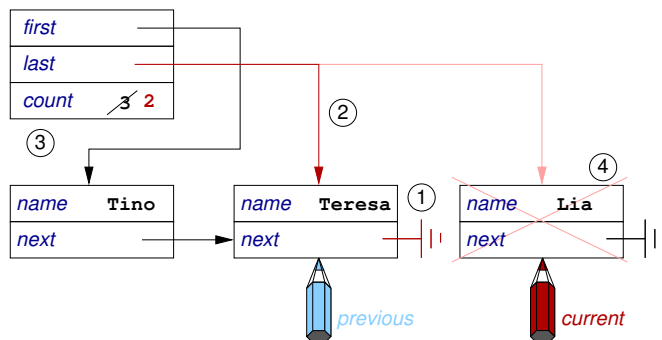 first
last
count 3 2
2
3
4
1
name Tino
name Teresa
name Lia
next
next
next
previous
current